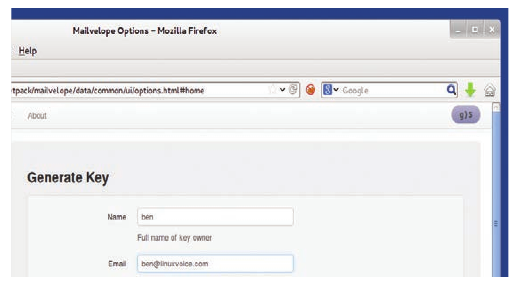 Mailvelope Options – Mozilla Firefox
Help
tpack/mailvelope/data/common/ui/options.html#home
Google
About
Generate Key
Name ben
Full name of key owner
Email ben@linuxvoice.com